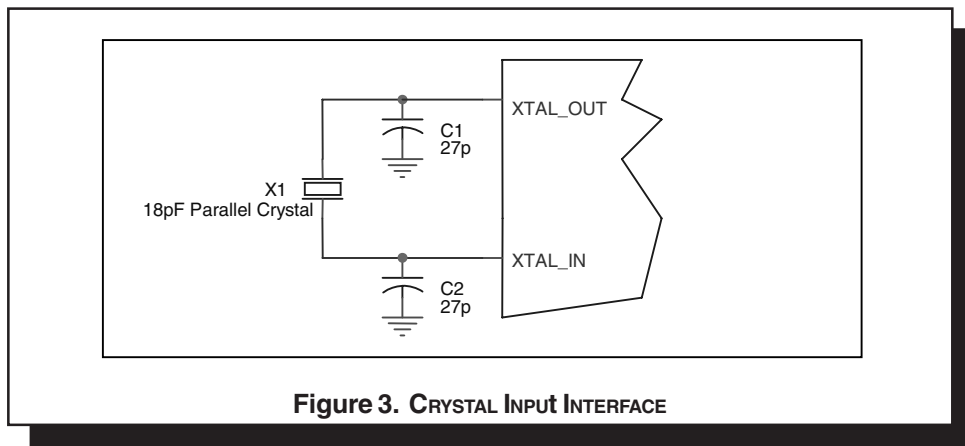 XTAL_OUT
C1
27p
X1
18pF Parallel Crystal
XTAL_IN
C2
27p
Figure 3. CRYSTAL INPUt INTERFACE